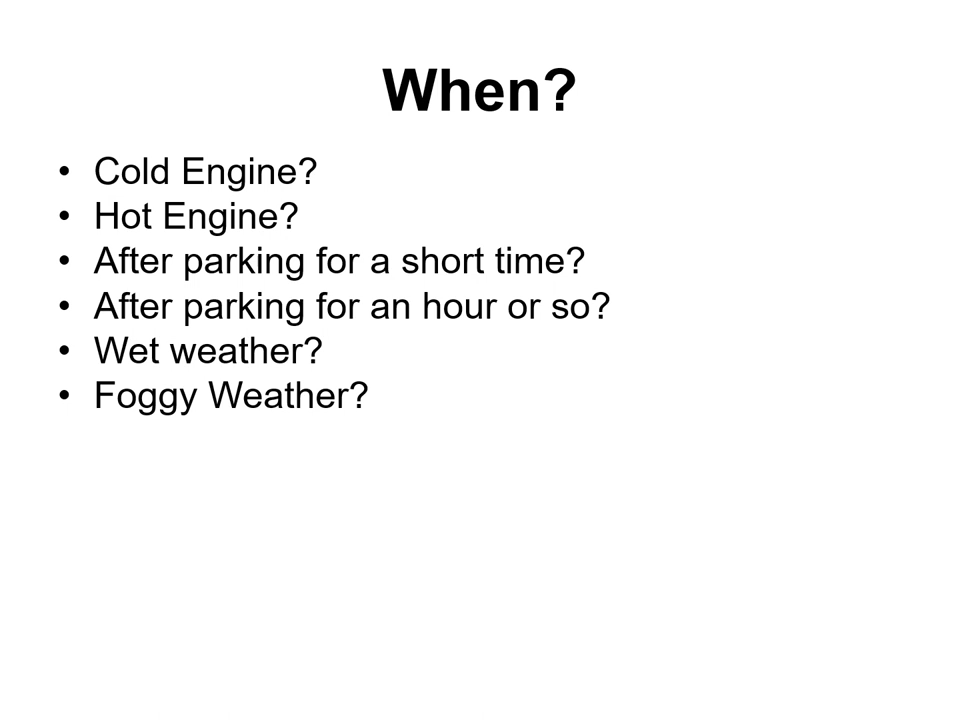 When?
• Cold Engine?
• Hot Engine?
• After parking for a short time?
• After parking for an hour or so?
• Wet weather?
• Foggy Weather?